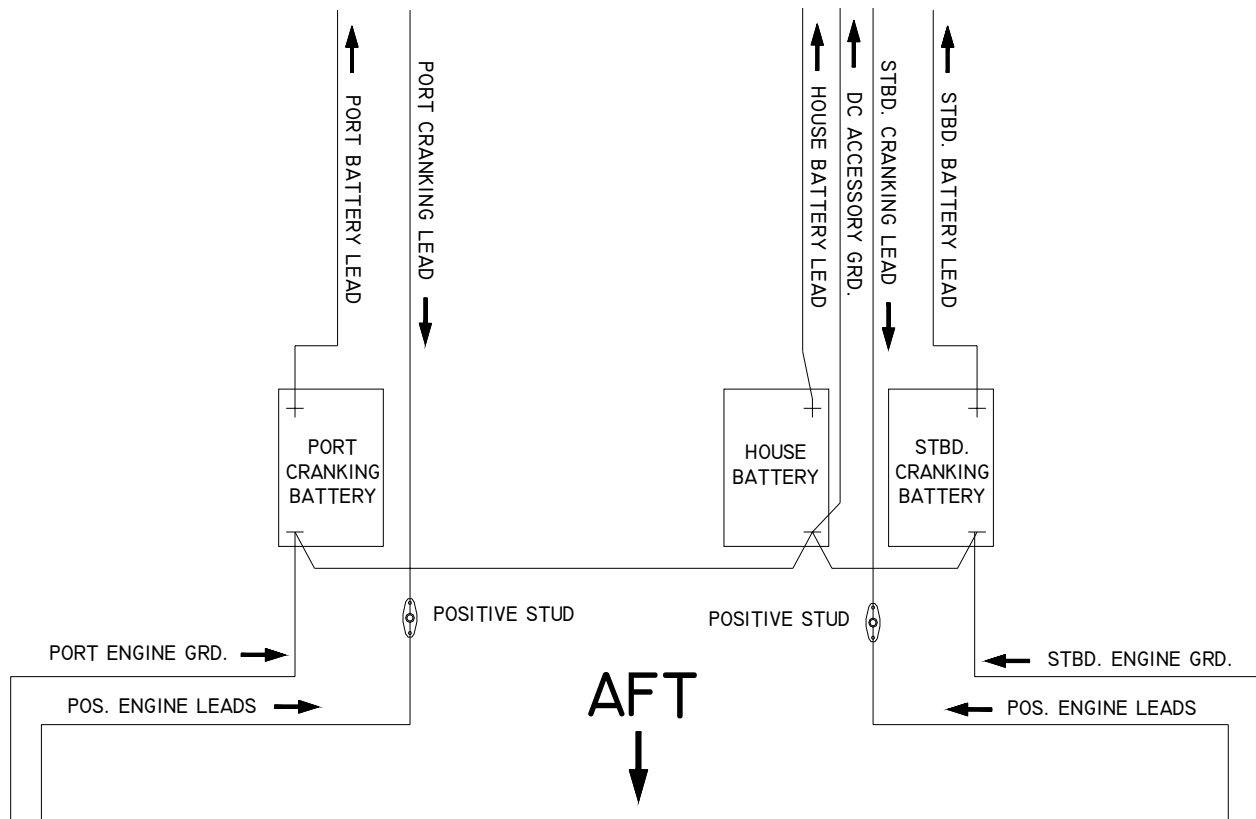 PORT BATTERY LEAD
PORT CRANKING LEAD
HOUSE BATTERY LEAD
DC ACCESSORY GRD.
STBD. CRANKING LEAD
STBD. BATTERY LEAD
PORT
CRANKING
BATTERY
HOUSE
BATTERY
STBD.
CRANKING
BATTERY
POSITIVE STUD
POSITIVE STUD
PORT ENGINE GRD.
STBD. ENGINE GRD.
POS. ENGINE LEADS
AFT
POS. ENGINE LEADS